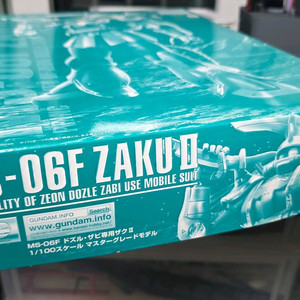 -06F ZAKU II
LITY OF ZEON DOZLE ZABI USE MOBILE SUIT
GUNDAM.INFO
Search
www.gundam.info
MS-06F ドズル・ザビ専用ザクII
1/100スケール マスターグレードモデル